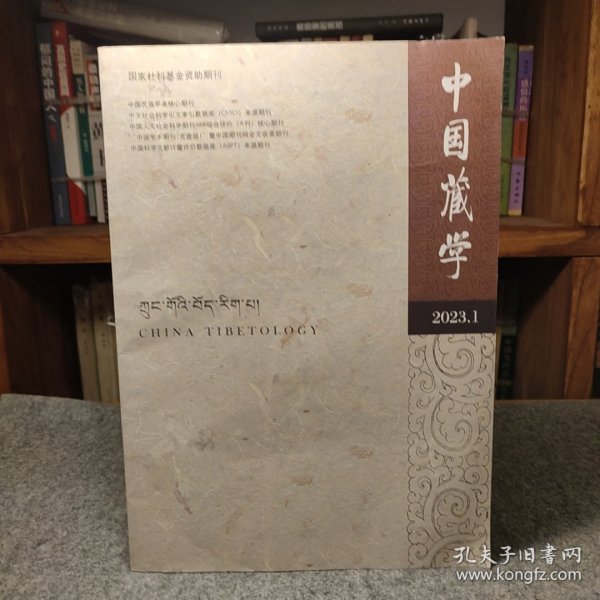 国家社科基金资助期刊
中国民族学类核心期刊
中文社会科学引文索引数据库（CSSCI）来源期刊
中国人文社会科学期刊AMI综合评价（A刊）核心期刊
《中国学术期刊（光盘版）》暨中国期刊网全文收录期刊
中国科学文献计量评价数据库（ASPT）来源期刊
中国藏学
2023.1
ཀྲུང་གོའི་བོད་རིག་པ།
CHINA TIBETOLOGY
孔夫子旧书网
www.kongfz.com